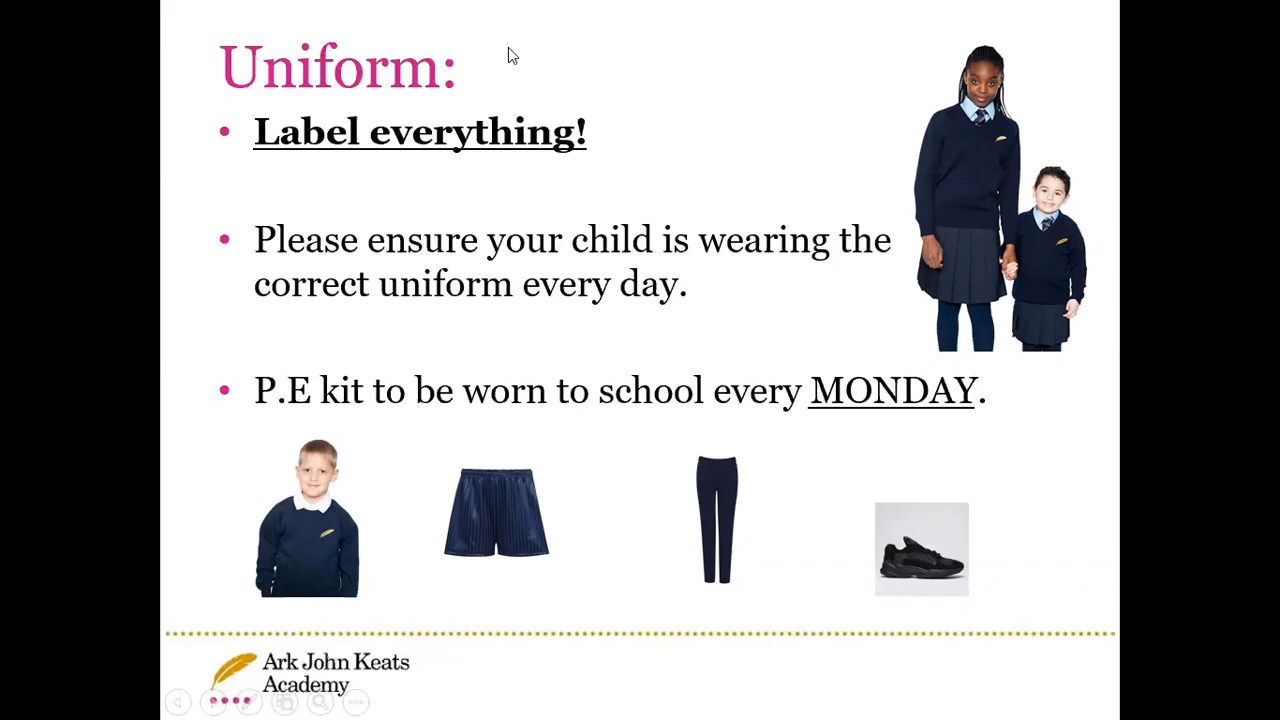 Uniform:
• Label everything!
• Please ensure your child is wearing the
correct uniform every day.
• P.E kit to be worn to school every MONDAY.
Ark John Keats
Academy